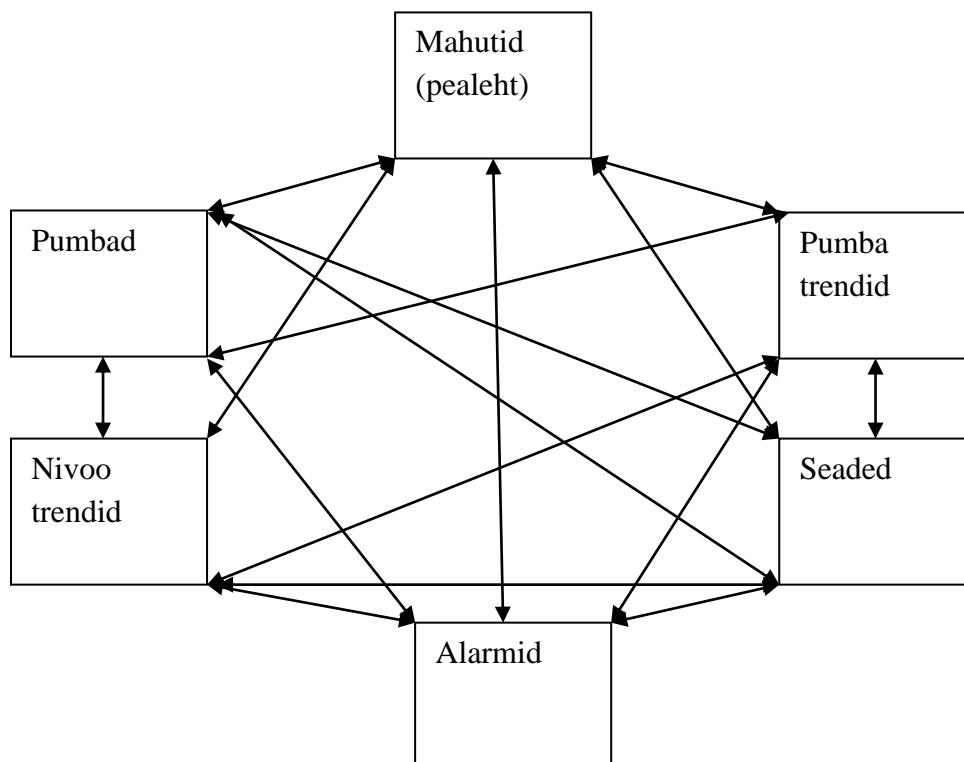 Mahutid
(pealeht)
Pumbad
Pumba
trendid
Nivoo
trendid
Seaded
Alarmid